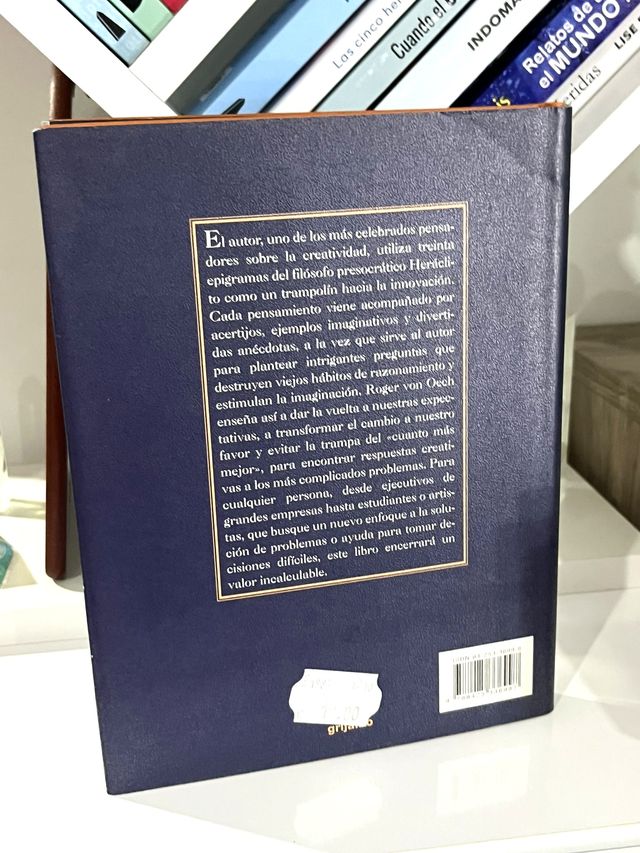 Las cinco
Cuando el
INDOMA
Relatos de
el MUNDO
LISE
eridas
El autor, uno de los más celebrados pensa-
dores sobre la creatividad, utiliza treinta
epigramas del filósofo presocrático Herácli-
to como un trampolín hacia la innovación.
Cada pensamiento viene acompañado por
acertijos, ejemplos imaginativos y diverti-
das anécdotas, a la vez que sirve al autor
para plantear intrigantes preguntas que
destruyen viejos hábitos de razonamiento y
estimulan la imaginación. Roger von Oech
enseña así a dar la vuelta a nuestras expec-
tativas, a transformar el cambio a nuestro
favor y evitar la trampa del «cuanto más
mejor», para encontrar respuestas creati-
vas a los más complicados problemas. Para
cualquier persona, desde ejecutivos de
grandes empresas hasta estudiantes o artis-
tas, que busque un nuevo enfoque a la solu-
ción de problemas o ayuda para tomar de-
cisiones difíciles, este libro encerrará un
valor incalculable.